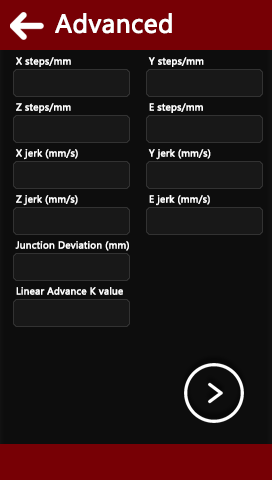 Advanced
X steps/mm Y steps/mm
Z steps/mm E steps/mm
X jerk (mm/s) Y jerk (mm/s)
Z jerk (mm/s) E jerk (mm/s)
Junction Deviation (mm)
Linear Advance K value